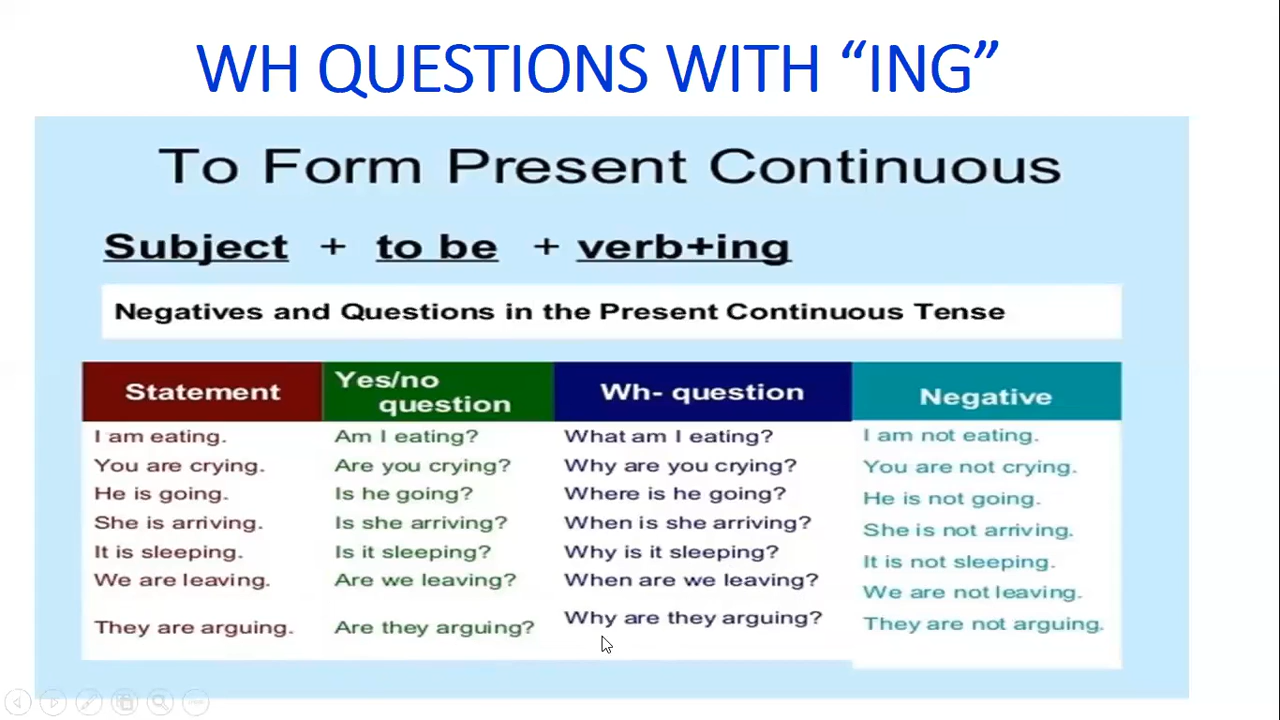 WH QUESTIONS WITH “ING”
To Form Present Continuous
Subject + to be + verb+ing
Negatives and Questions in the Present Continuous Tense
Statement
I am eating.
You are crying.
He is going.
She is arriving.
It is sleeping.
We are leaving.
They are arguing.
Yes/no
question
Am I eating?
Are you crying?
Is he going?
Is she arriving?
Is it sleeping?
Are we leaving?
Are they arguing?
Wh- question
What am I eating?
Why are you crying?
Where is he going?
When is she arriving?
Why is it sleeping?
When are we leaving?
Why are they arguing?
Negative
I am not eating.
You are not crying.
He is not going.
She is not arriving.
It is not sleeping.
We are not leaving.
They are not arguing.